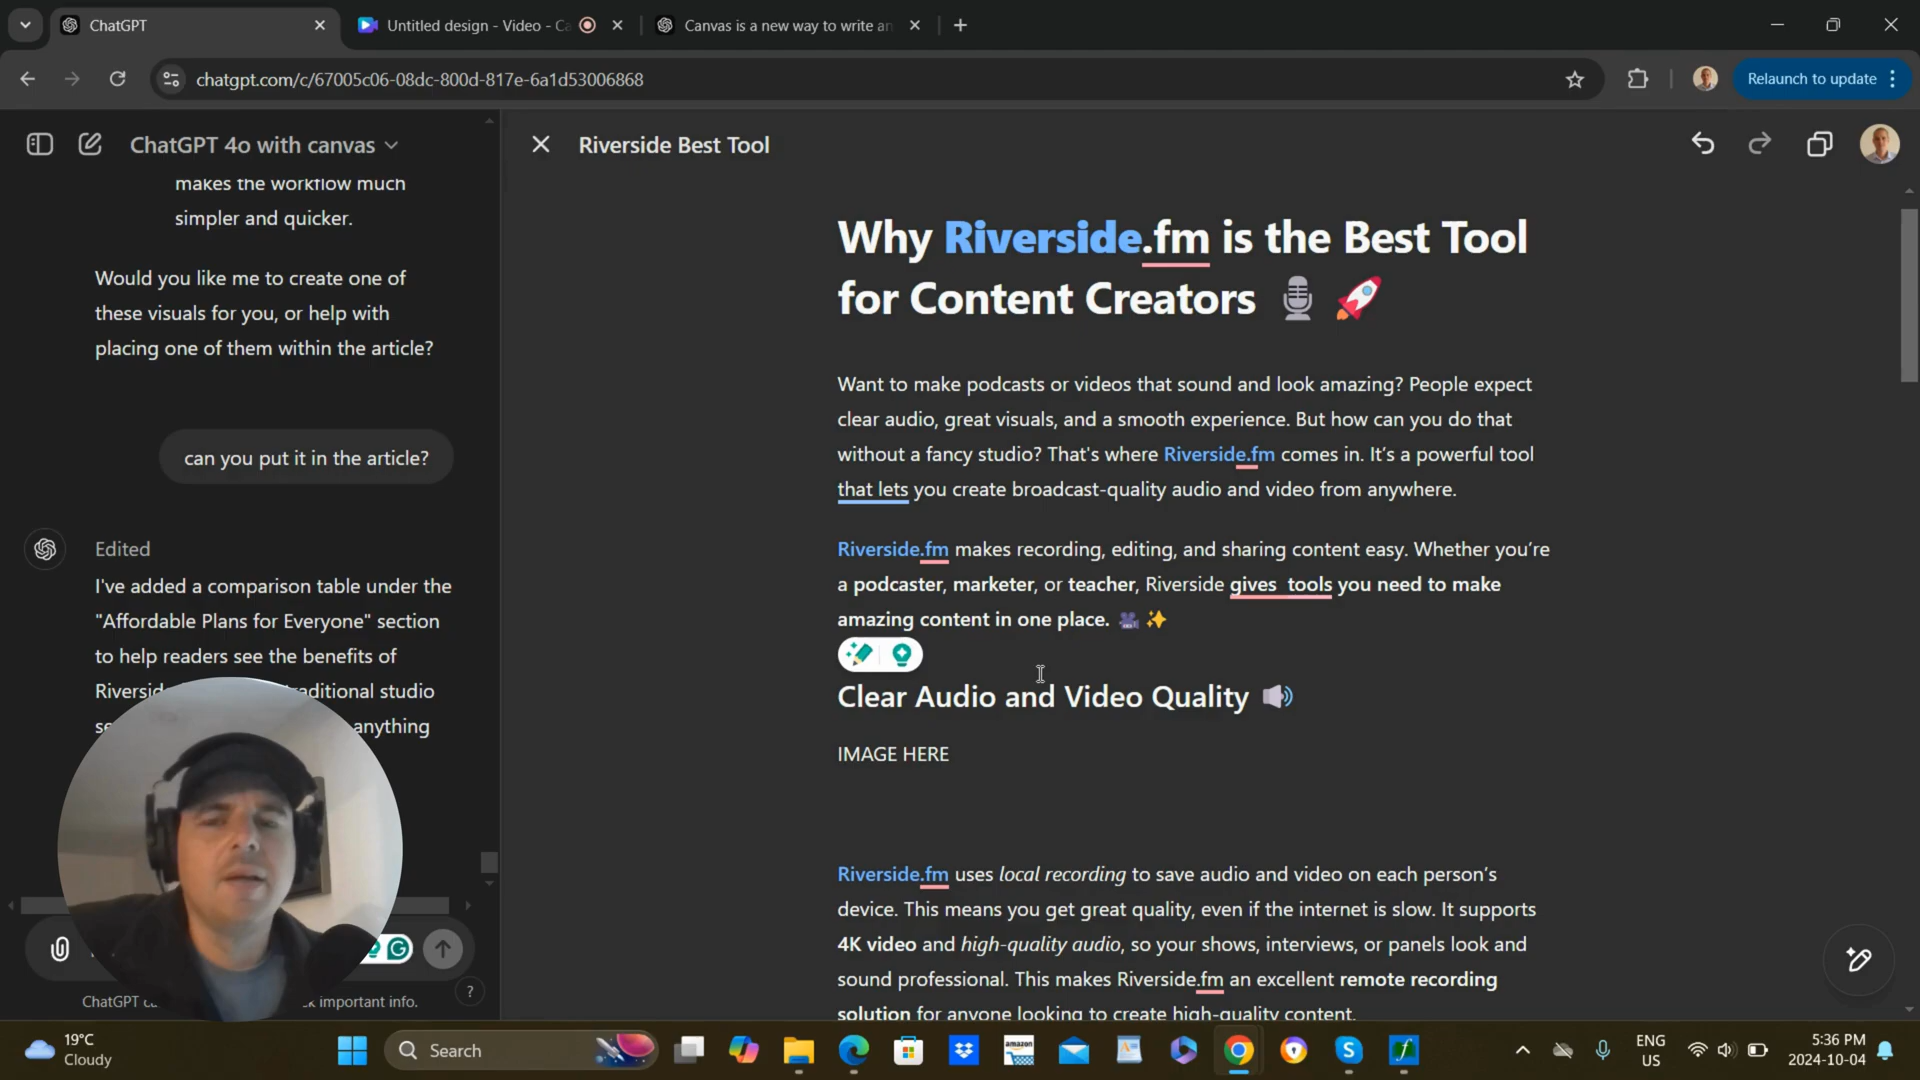 ChatGPT
Untitled design - Video - Ca
Canvas is a new way to write an
chatgpt.com/c/67005c06-08dc-800d-817e-6a1d53006868
Relaunch to update
ChatGPT 4o with canvas
makes the workflow much
simpler and quicker.
Would you like me to create one of
these visuals for you, or help with
placing one of them within the article?
can you put it in the article?
Edited
I've added a comparison table under the
"Affordable Plans for Everyone" section
to help readers see the benefits of
Riversid
aditional studio
se
anything
ChatGPT
important info.
?
Riverside Best Tool
Why Riverside.fm is the Best Tool
for Content Creators 🎙️ 🚀
Want to make podcasts or videos that sound and look amazing? People expect
clear audio, great visuals, and a smooth experience. But how can you do that
without a fancy studio? That's where Riverside.fm comes in. It's a powerful tool
that lets you create broadcast-quality audio and video from anywhere.
Riverside.fm makes recording, editing, and sharing content easy. Whether you're
a podcaster, marketer, or teacher, Riverside gives  tools you need to make
amazing content in one place. 🎥 ✨
Clear Audio and Video Quality 🔊
IMAGE HERE
Riverside.fm uses local recording to save audio and video on each person's
device. This means you get great quality, even if the internet is slow. It supports
4K video and high-quality audio, so your shows, interviews, or panels look and
sound professional. This makes Riverside.fm an excellent remote recording
solution for anyone looking to create high-quality content.
19°C
Cloudy
Search
amazon
ENG
US
5:36 PM
2024-10-04